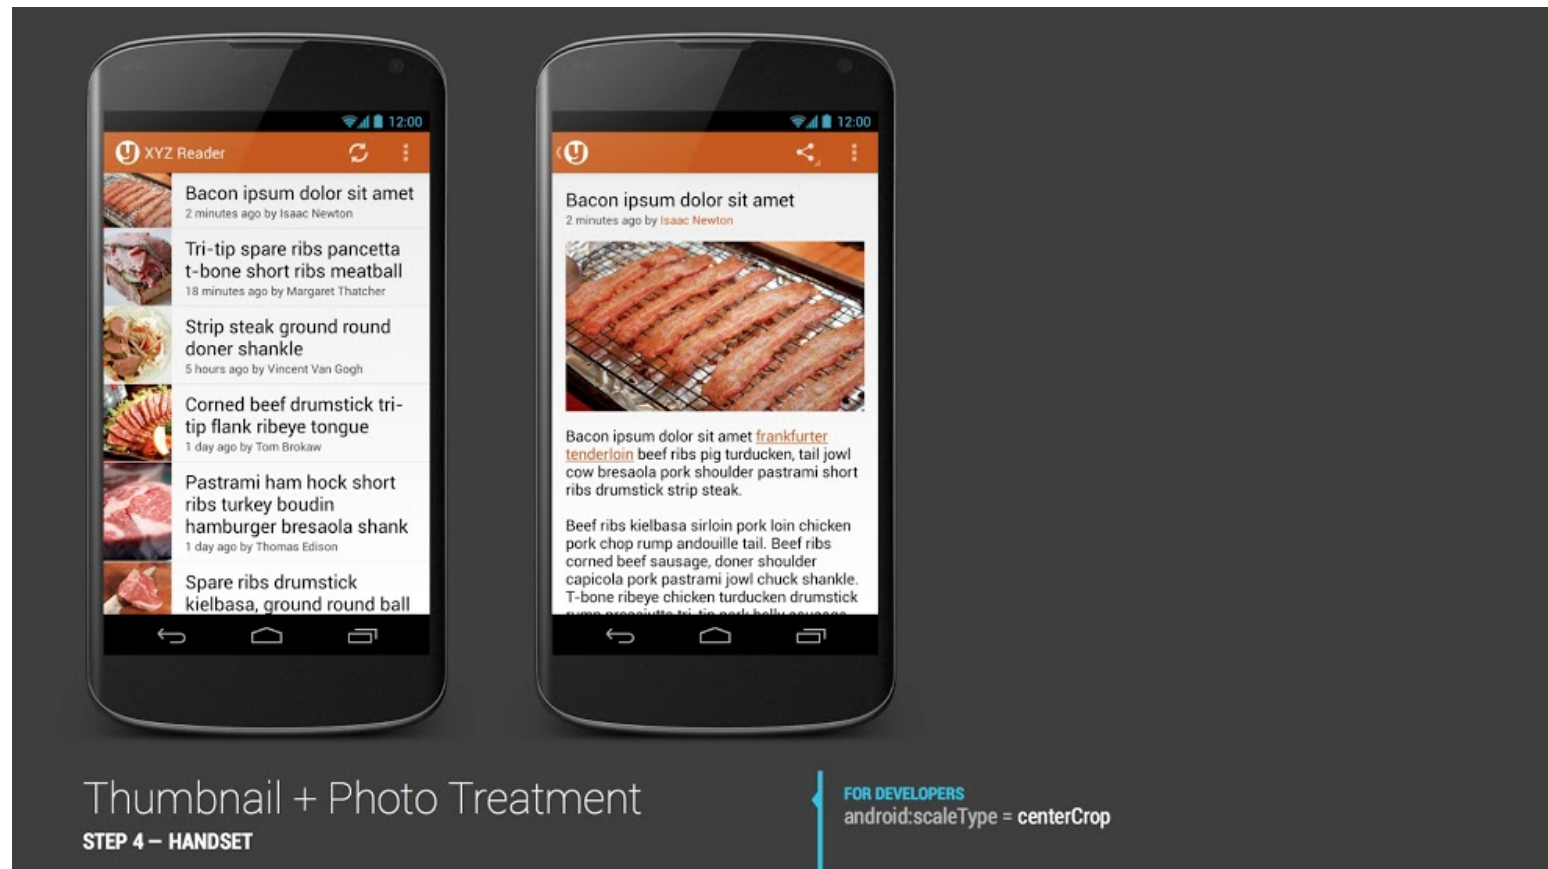 12:00
XYZ Reader
Bacon ipsum dolor sit amet
2 minutes ago by Isaac Newton
Tri-tip spare ribs pancetta
t-bone short ribs meatball
18 minutes ago by Margaret Thatcher
Strip steak ground round
doner shankle
5 hours ago by Vincent Van Gogh
Corned beef drumstick tri-
tip flank ribeye tongue
1 day ago by Tom Brokaw
Pastrami ham hock short
ribs turkey boudin
hamburger bresaola shank
1 day ago by Thomas Edison
Spare ribs drumstick
kielbasa, ground round ball
12:00
Bacon ipsum dolor sit amet
2 minutes ago by Isaac Newton
Bacon ipsum dolor sit amet frankfurter
tenderloin beef ribs pig turducken, tail jowl
cow bresaola pork shoulder pastrami short
ribs drumstick strip steak.
Beef ribs kielbasa sirloin pork loin chicken
pork chop rump andouille tail. Beef ribs
corned beef sausage, doner shoulder
capicola pork pastrami jowl chuck shankle.
T-bone ribeye chicken turducken drumstick
Thumbnail + Photo Treatment
STEP 4 – HANDSET
FOR DEVELOPERS
android:scaleType = centerCrop